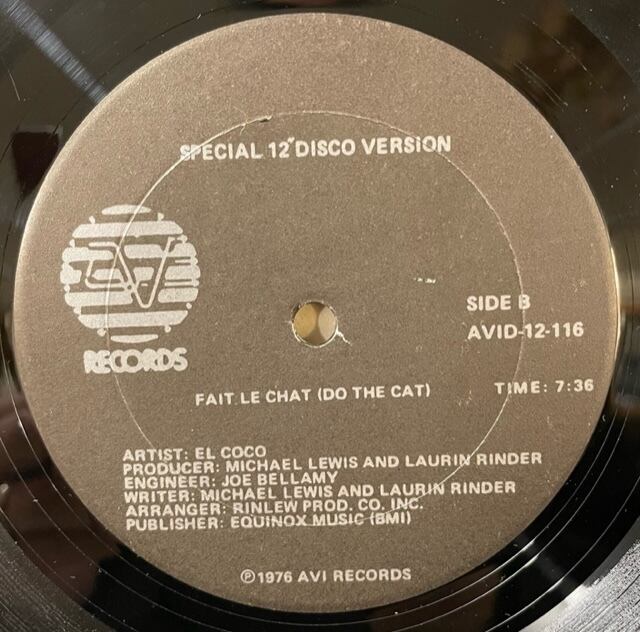 SPECIAL 12" DISCO VERSION
AVI
RECORDS
SIDE B
AVID-12-116
FAIT LE CHAT (DO THE CAT)
TIME: 7:36
ARTIST: EL COCO
PRODUCER: MICHAEL LEWIS AND LAURIN RINDER
ENGINEER: JOE BELLAMY
WRITER: MICHAEL LEWIS AND LAURIN RINDER
ARRANGER: RINLEW PROD. CO. INC.
PUBLISHER: EQUINOX MUSIC (BMI)
℗1976 AVI RECORDS